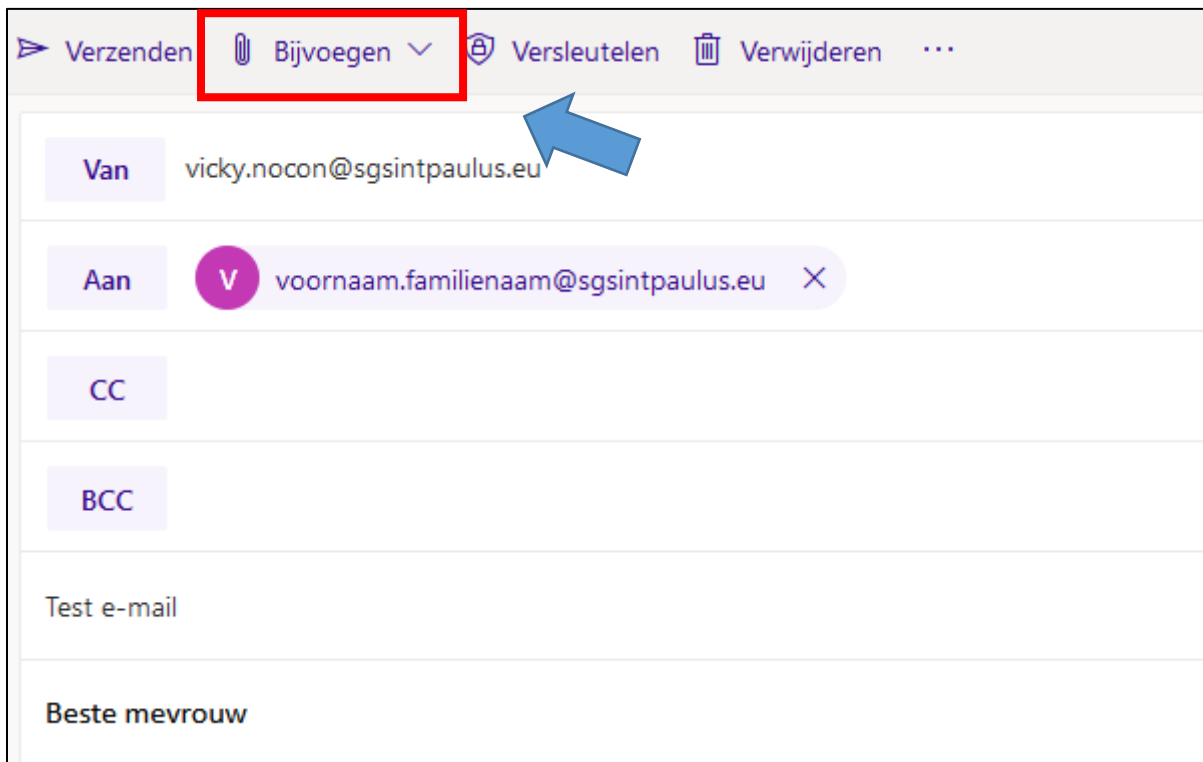 Verzenden Bijvoegen Versleutelen Verwijderen ...
Van vicky.nocon@sgsintpaulus.eu
Aan V voornaam.familienaam@sgsintpaulus.eu
CC
BCC
Test e-mail
Beste mevrouw